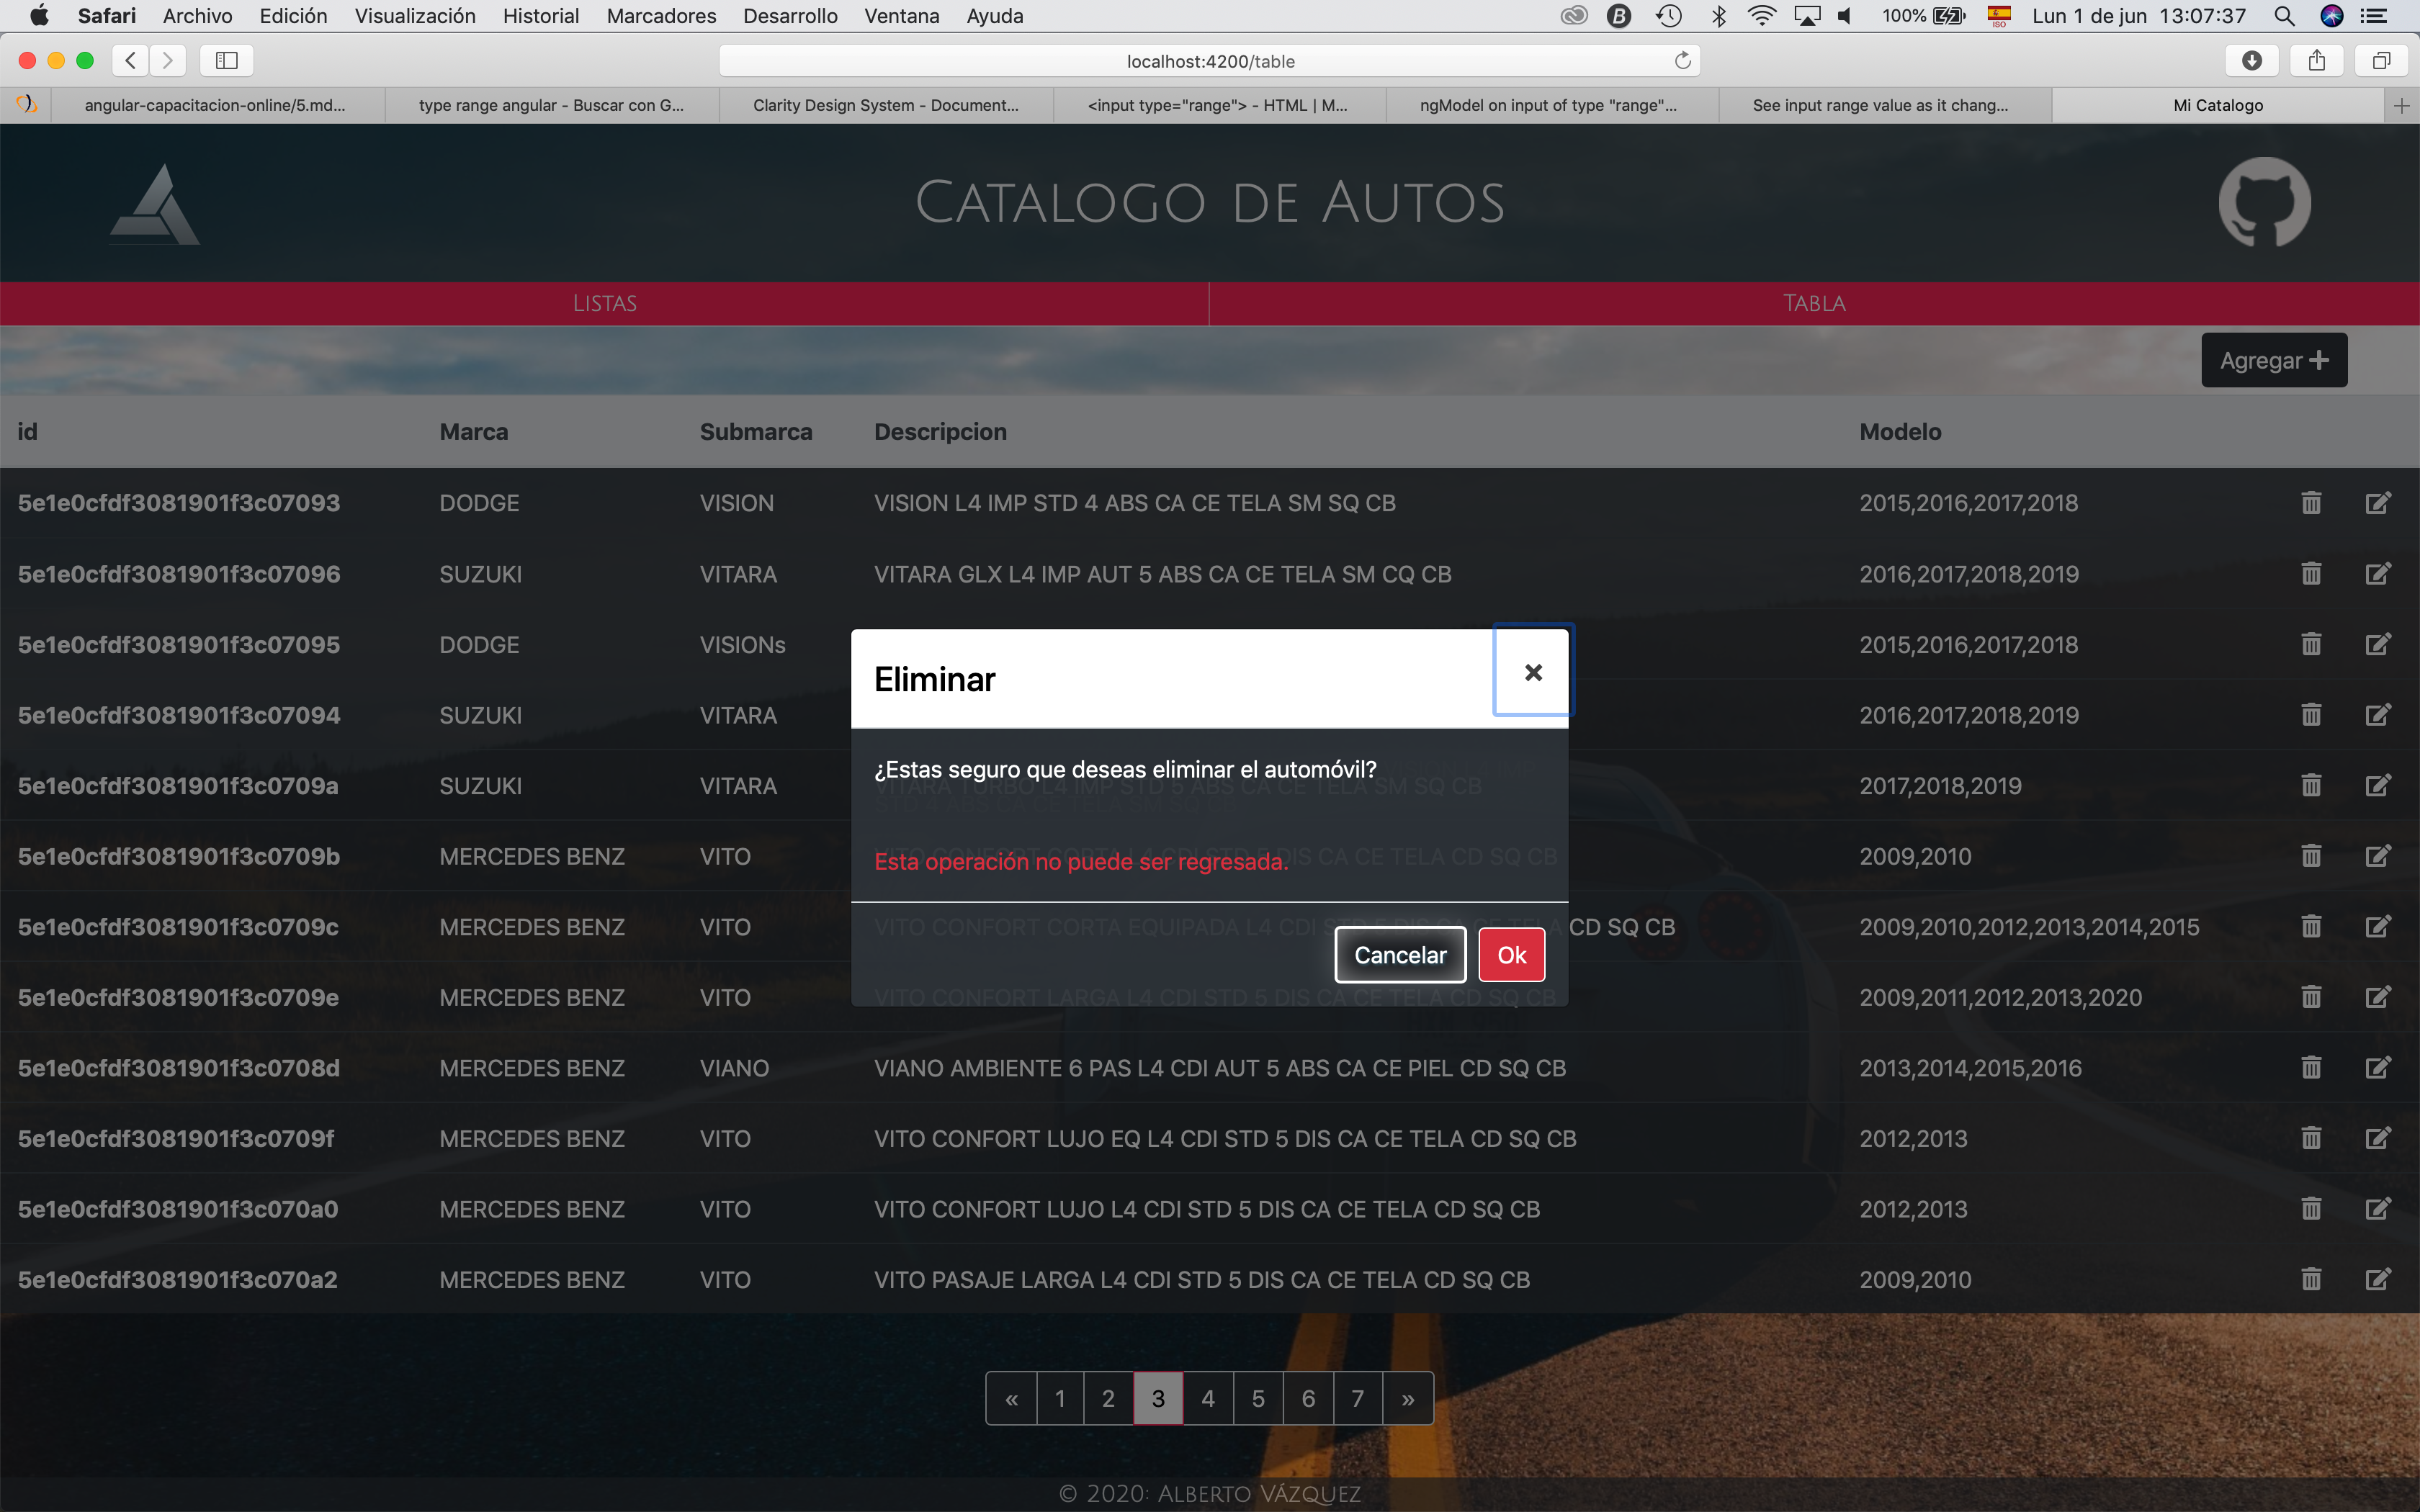 Safari Archivo Edición Visualización Historial Marcadores Desarrollo Ventana Ayuda 100% ISO Lun 1 de jun 13:07:37
localhost:4200/table
angular-capacitacion-online/5.md... type range angular - Buscar con G... Clarity Design System - Document... <input type="range"> - HTML | M... ngModel on input of type "range"... See input range value as it chang... Mi Catalogo
Catalogo de Autos
Listas Tabla
Agregar
id Marca Submarca Descripcion Modelo
5e1e0cfdf3081901f3c07093 DODGE VISION VISION L4 IMP STD 4 ABS CA CE TELA SM SQ CB 2015,2016,2017,2018
5e1e0cfdf3081901f3c07096 SUZUKI VITARA VITARA GLX L4 IMP AUT 5 ABS CA CE TELA SM CQ CB 2016,2017,2018,2019
5e1e0cfdf3081901f3c07095 DODGE VISIONs 2015,2016,2017,2018
5e1e0cfdf3081901f3c07094 SUZUKI VITARA 2016,2017,2018,2019
5e1e0cfdf3081901f3c0709a SUZUKI VITARA VITARA TURBO L4 IMP STD 5 ABS CA CE TELA SM SQ CB 2017,2018,2019
5e1e0cfdf3081901f3c0709b MERCEDES BENZ VITO VITO CONFORT CORTA L4 CDI STD 5 DIS CA CE TELA CD SQ CB 2009,2010
5e1e0cfdf3081901f3c0709c MERCEDES BENZ VITO VITO CONFORT CORTA EQUIPADA L4 CDI STD 5 DIS CA CE TELA CD SQ CB 2009,2010,2012,2013,2014,2015
5e1e0cfdf3081901f3c0709e MERCEDES BENZ VITO VITO CONFORT LARGA L4 CDI STD 5 DIS CA CE TELA CD SQ CB 2009,2011,2012,2013,2020
5e1e0cfdf3081901f3c0708d MERCEDES BENZ VIANO VIANO AMBIENTE 6 PAS L4 CDI AUT 5 ABS CA CE PIEL CD SQ CB 2013,2014,2015,2016
5e1e0cfdf3081901f3c0709f MERCEDES BENZ VITO VITO CONFORT LUJO EQ L4 CDI STD 5 DIS CA CE TELA CD SQ CB 2012,2013
5e1e0cfdf3081901f3c070a0 MERCEDES BENZ VITO VITO CONFORT LUJO L4 CDI STD 5 DIS CA CE TELA CD SQ CB 2012,2013
5e1e0cfdf3081901f3c070a2 MERCEDES BENZ VITO VITO PASAJE LARGA L4 CDI STD 5 DIS CA CE TELA CD SQ CB 2009,2010
Eliminar
¿Estas seguro que deseas eliminar el automóvil?
Esta operación no puede ser regresada.
Cancelar Ok
« 1 2 3 4 5 6 7 »
© 2020: Alberto Vázquez